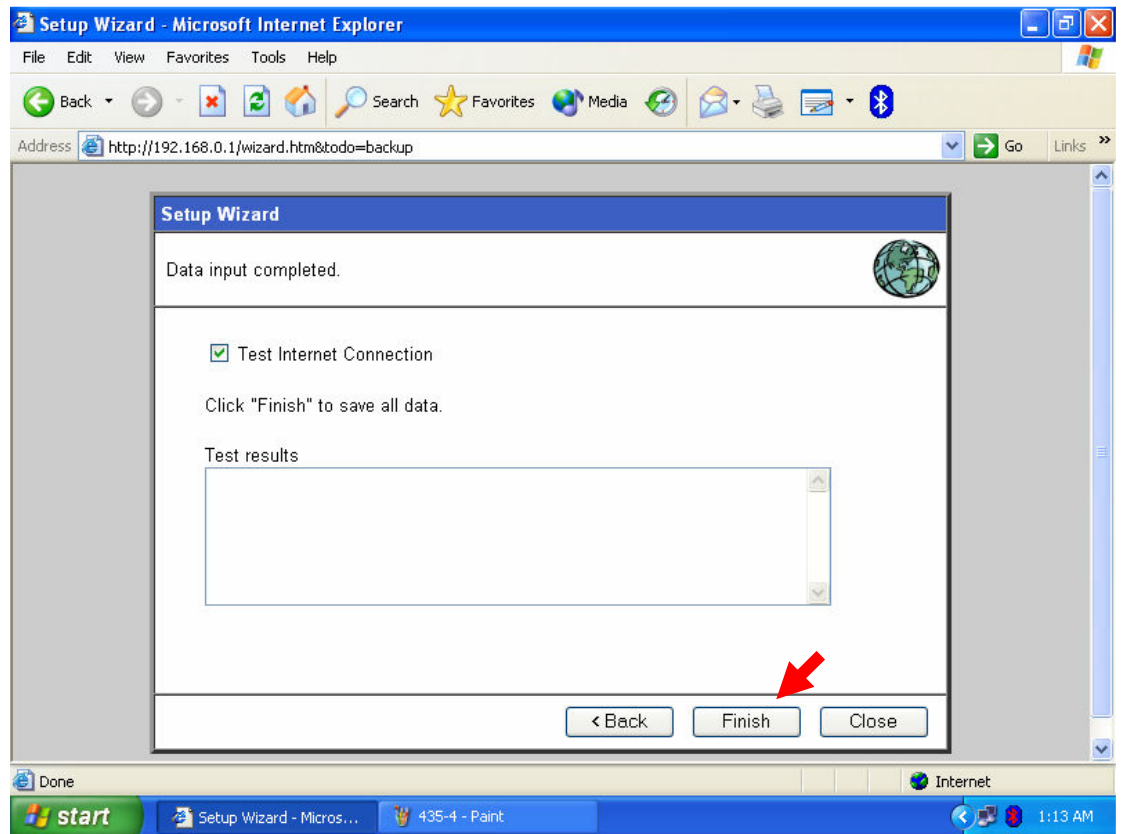 Setup Wizard - Microsoft Internet Explorer
File Edit View Favorites Tools Help
Back Search Favorites Media
Address http://192.168.0.1/wizard.htm&todo=backup Go Links »
Setup Wizard
Data input completed.
Test Internet Connection
Click "Finish" to save all data.
Test results
< Back Finish Close
Done Internet
start Setup Wizard - Micros... 435-4 - Paint 1:13 AM